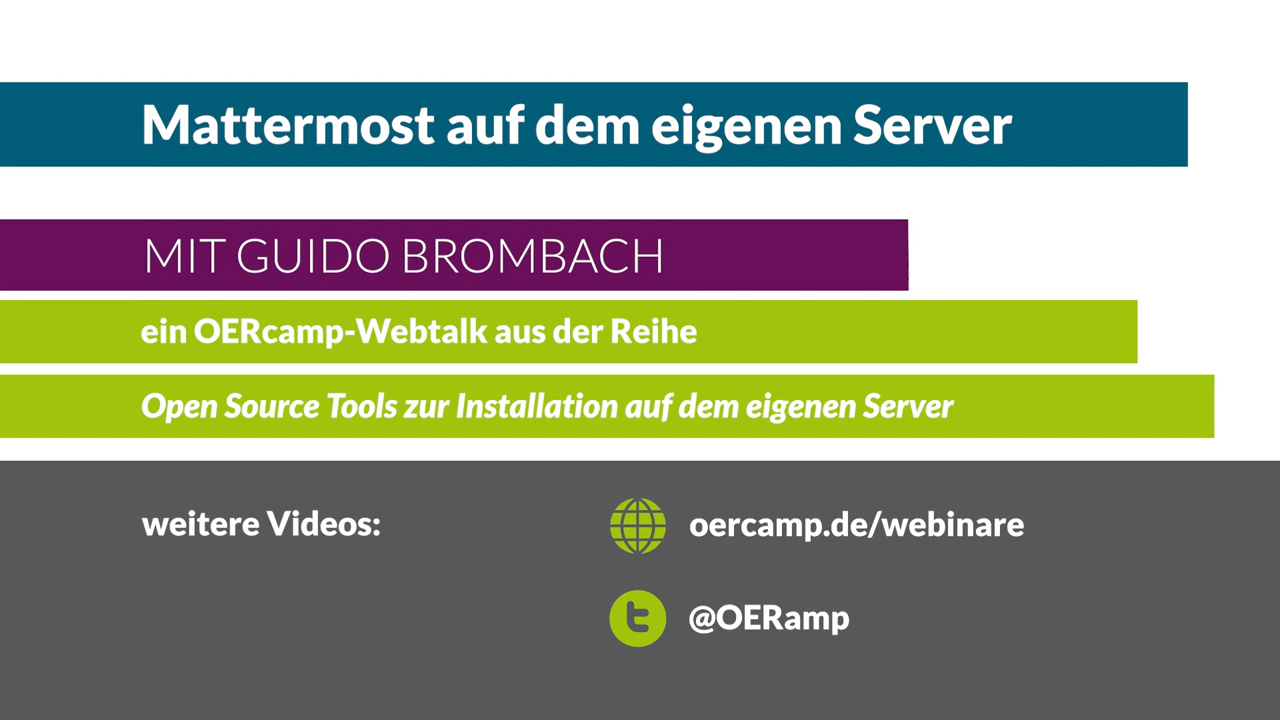 Mattermost auf dem eigenen Server
MIT GUIDO BROMBACH
ein OERcamp-Webtalk aus der Reihe
Open Source Tools zur Installation auf dem eigenen Server
weitere Videos:
oercamp.de/webinare
@OERamp